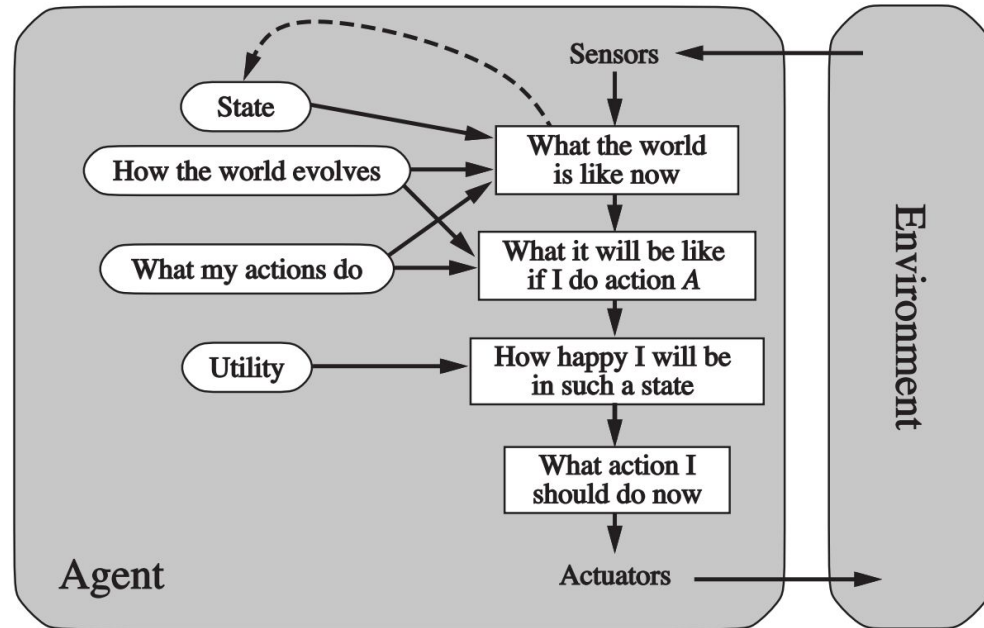 Sensors
State
What the world
is like now
How the world evolves
What it will be like
if I do action A
What my actions do
How happy I will be
in such a state
Utility
What action I
should do now
Actuators
Agent
Environment